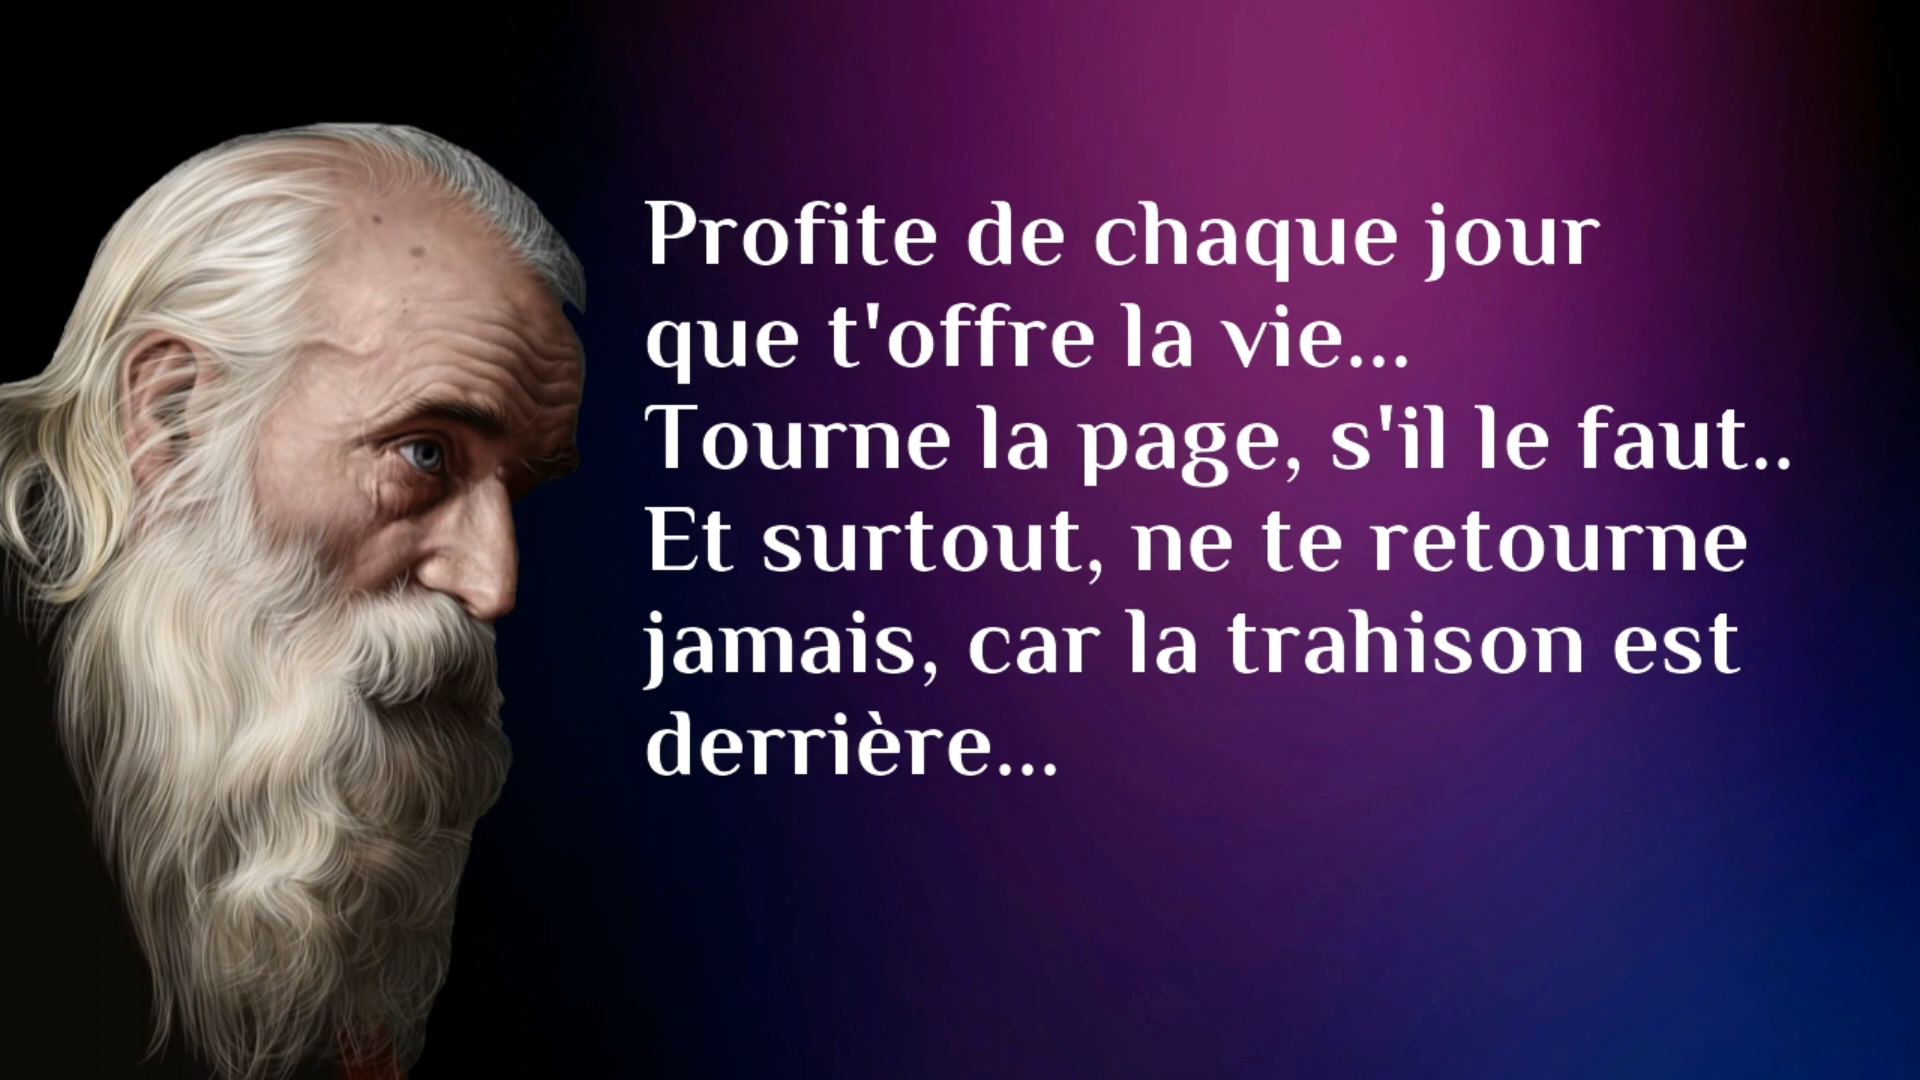 Profite de chaque jour
que t'offre la vie...
Tourne la page, s'il le faut..
Et surtout, ne te retourne
jamais, car la trahison est
derrière...